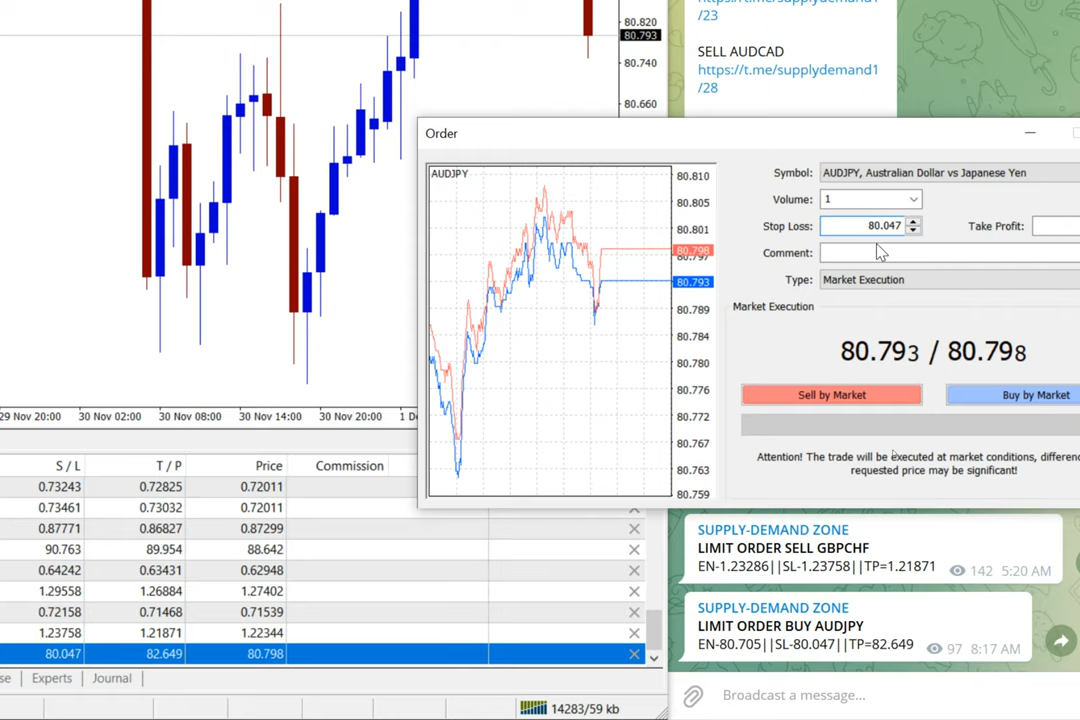 80.820
80.793
80.740
80.660
29 Nov 20:00
30 Nov 02:00
30 Nov 08:00
30 Nov 14:00
30 Nov 20:00
1 De
https://t.me/supplydemand1
/23
SELL AUDCAD
https://t.me/supplydemand1
/28
Order
AUDJPY
80.810
80.805
80.801
80.798
80.797
80.793
80.789
80.784
80.780
80.776
80.772
80.767
80.763
80.759
Symbol: AUDJPY, Australian Dollar vs Japanese Yen
Volume: 1
Stop Loss: 80.047 Take Profit:
Comment:
Type: Market Execution
Market Execution
80.793 / 80.798
Sell by Market Buy by Market
Attention! The trade will be executed at market conditions, differenc
requested price may be significant!
S / L T / P Price Commission
0.73243 0.72825 0.72011
0.73461 0.73032 0.72011
0.87771 0.86827 0.87299
90.763 89.954 88.642
0.64242 0.63431 0.62948
1.29558 1.26884 1.27402
0.72158 0.71468 0.71539
1.23758 1.21871 1.22344
80.047 82.649 80.798
se Experts Journal
14283/59 kb
SUPPLY-DEMAND ZONE
LIMIT ORDER SELL GBPCHF
EN-1.23286||SL-1.23758||TP=1.21871 142 5:20 AM
SUPPLY-DEMAND ZONE
LIMIT ORDER BUY AUDJPY
EN-80.705||SL-80.047||TP=82.649 97 8:17 AM
Broadcast a message...